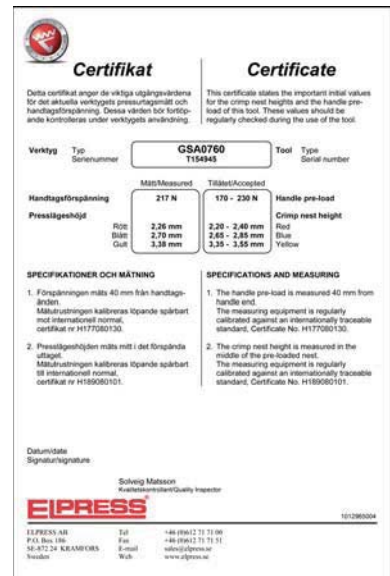 Certifikat
Certificate
Detta certifikat anger de viktiga utgångsvärdena
för det aktuella verktygets pressurtagsmått och
handtagsförspänning. Dessa värden bör fortlöp-
ande kontrolleras under verktygets användning.
This certificate states the important initial values
for the crimp nest heights and the handle pre-
load of this tool. These values should be
regularly checked during the use of the tool.
Verktyg Typ GSA0760 Tool Type
Serienummer T154945 Serial number
Mätt/Measured Tillåtet/Accepted
Handtagsförspänning 217 N 170 - 230 N Handle pre-load
Presslägeshöjd Crimp nest height
Rött 2,26 mm 2,20 - 2,40 mm Red
Blått 2,70 mm 2,65 - 2,85 mm Blue
Gult 3,38 mm 3,35 - 3,55 mm Yellow
SPECIFIKATIONER OCH MÄTNING
1. Förspänningen mäts 40 mm från handtags-
änden.
Mätutrustningen kalibreras löpande spårbart
mot internationell normal,
certifikat nr H177080130.
2. Presslägeshöjden mäts mitt i det förspända
uttaget.
Mätutrustningen kalibreras löpande spårbart
till internationell normal,
certifikat nr H189080101.
SPECIFICATIONS AND MEASURING
1. The handle pre-load is measured 40 mm from
handle end.
The measuring equipment is regularly
calibrated against an internationally traceable
standard, Certificate No. H177080130.
2. The crimp nest height is measured in the
middle of the pre-loaded nest.
The measuring equipment is regularly
calibrated against an internationally traceable
standard, Certificate No. H189080101.
Datum/date
Signatur/signature
Solveig Matsson
Kvalitetskontrollant/Quality Inspector
ELPRESS
1012965004
ELPRESS AB Tel +46 (0)612 71 71 00
P.O. Box 186 Fax +46 (0)612 71 71 51
SE-872 24 KRAMFORS E-mail sales@elpress.se
Sweden Web www.elpress.se